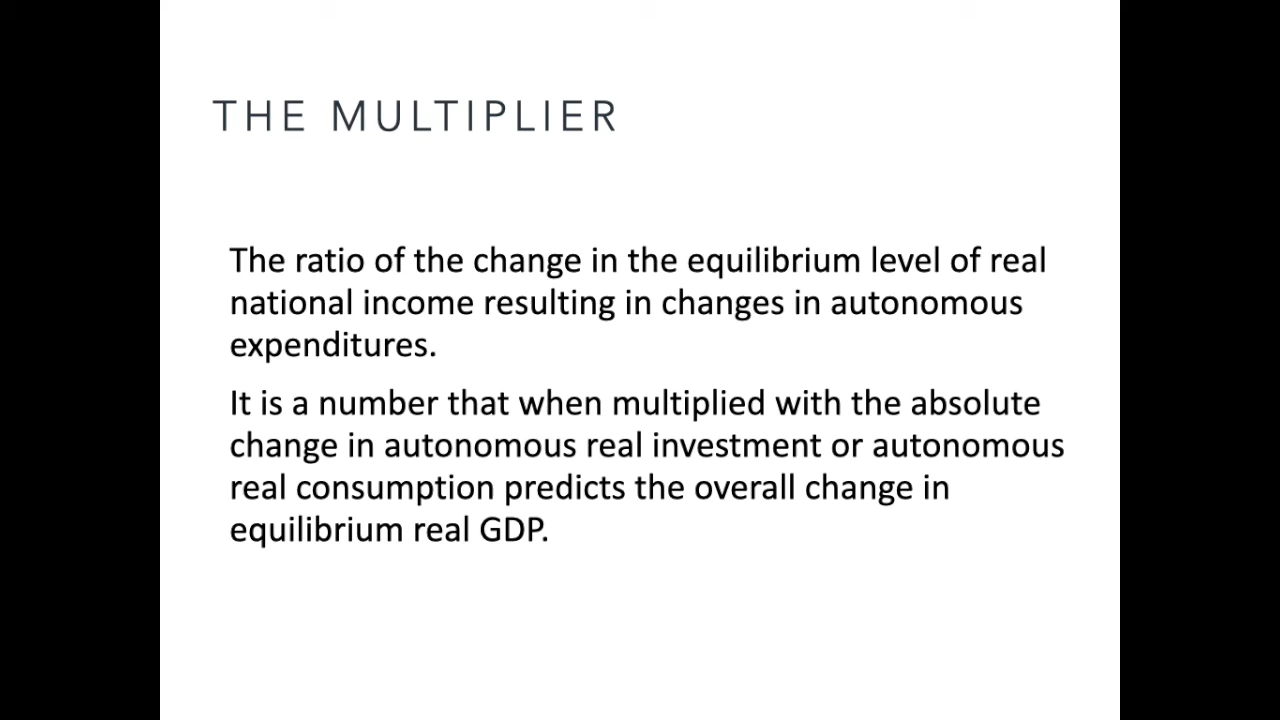 THE MULTIPLIER
The ratio of the change in the equilibrium level of real
national income resulting in changes in autonomous
expenditures.
It is a number that when multiplied with the absolute
change in autonomous real investment or autonomous
real consumption predicts the overall change in
equilibrium real GDP.